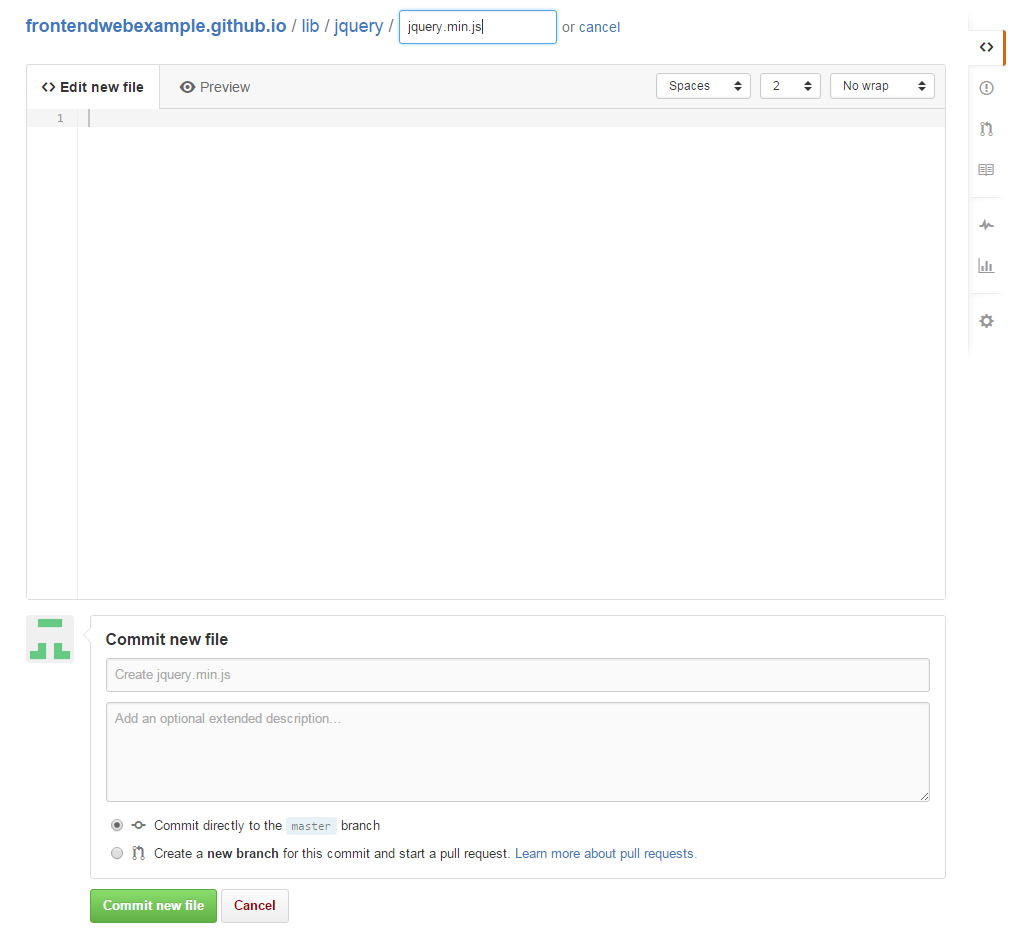 frontendwebexample.github.io / lib / jquery / jquery.min.js or cancel
<> Edit new file Preview Spaces 2 No wrap
1
Commit new file
Create jquery.min.js
Add an optional extended description...
Commit directly to the master branch
Create a new branch for this commit and start a pull request. Learn more about pull requests.
Commit new file Cancel